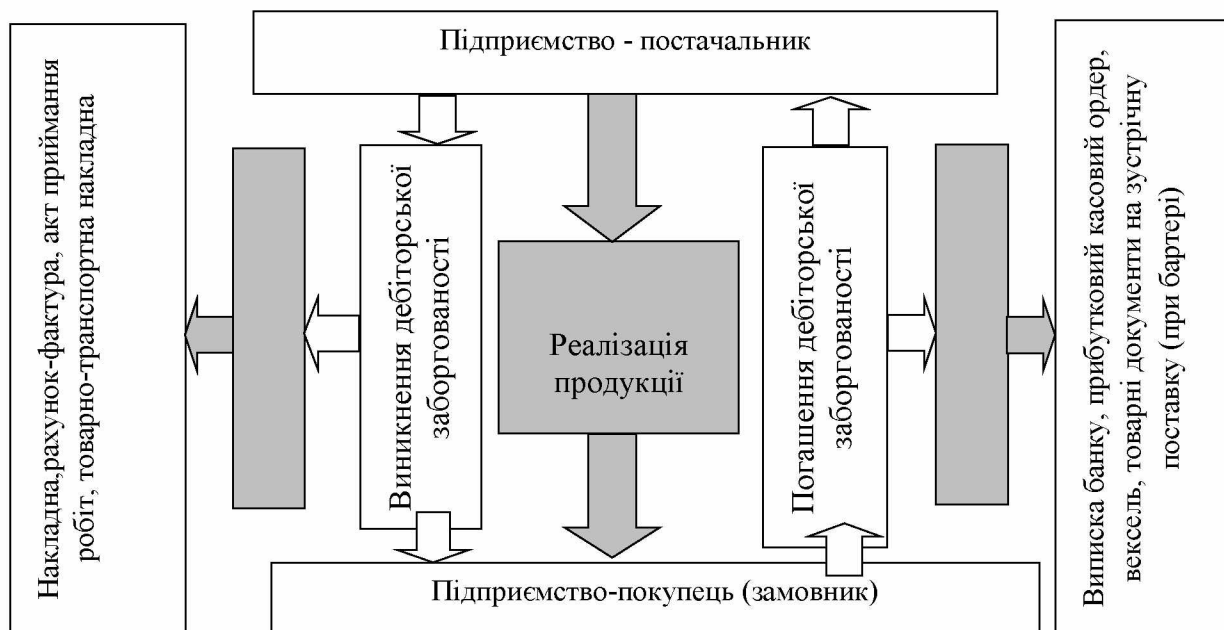 Підприємство - постачальник
Накладна,рахунок-фактура, акт приймання
робіт, товарно-транспортна накладна
Виникнення дебіторської
заборгованості
Реалізація
продукції
Погашення дебіторської
заборгованості
Виписка банку, прибутковий касовий ордер,
вексель, товарні документи на зустрічну
поставку (при бартері)
Підприємство-покупець (замовник)